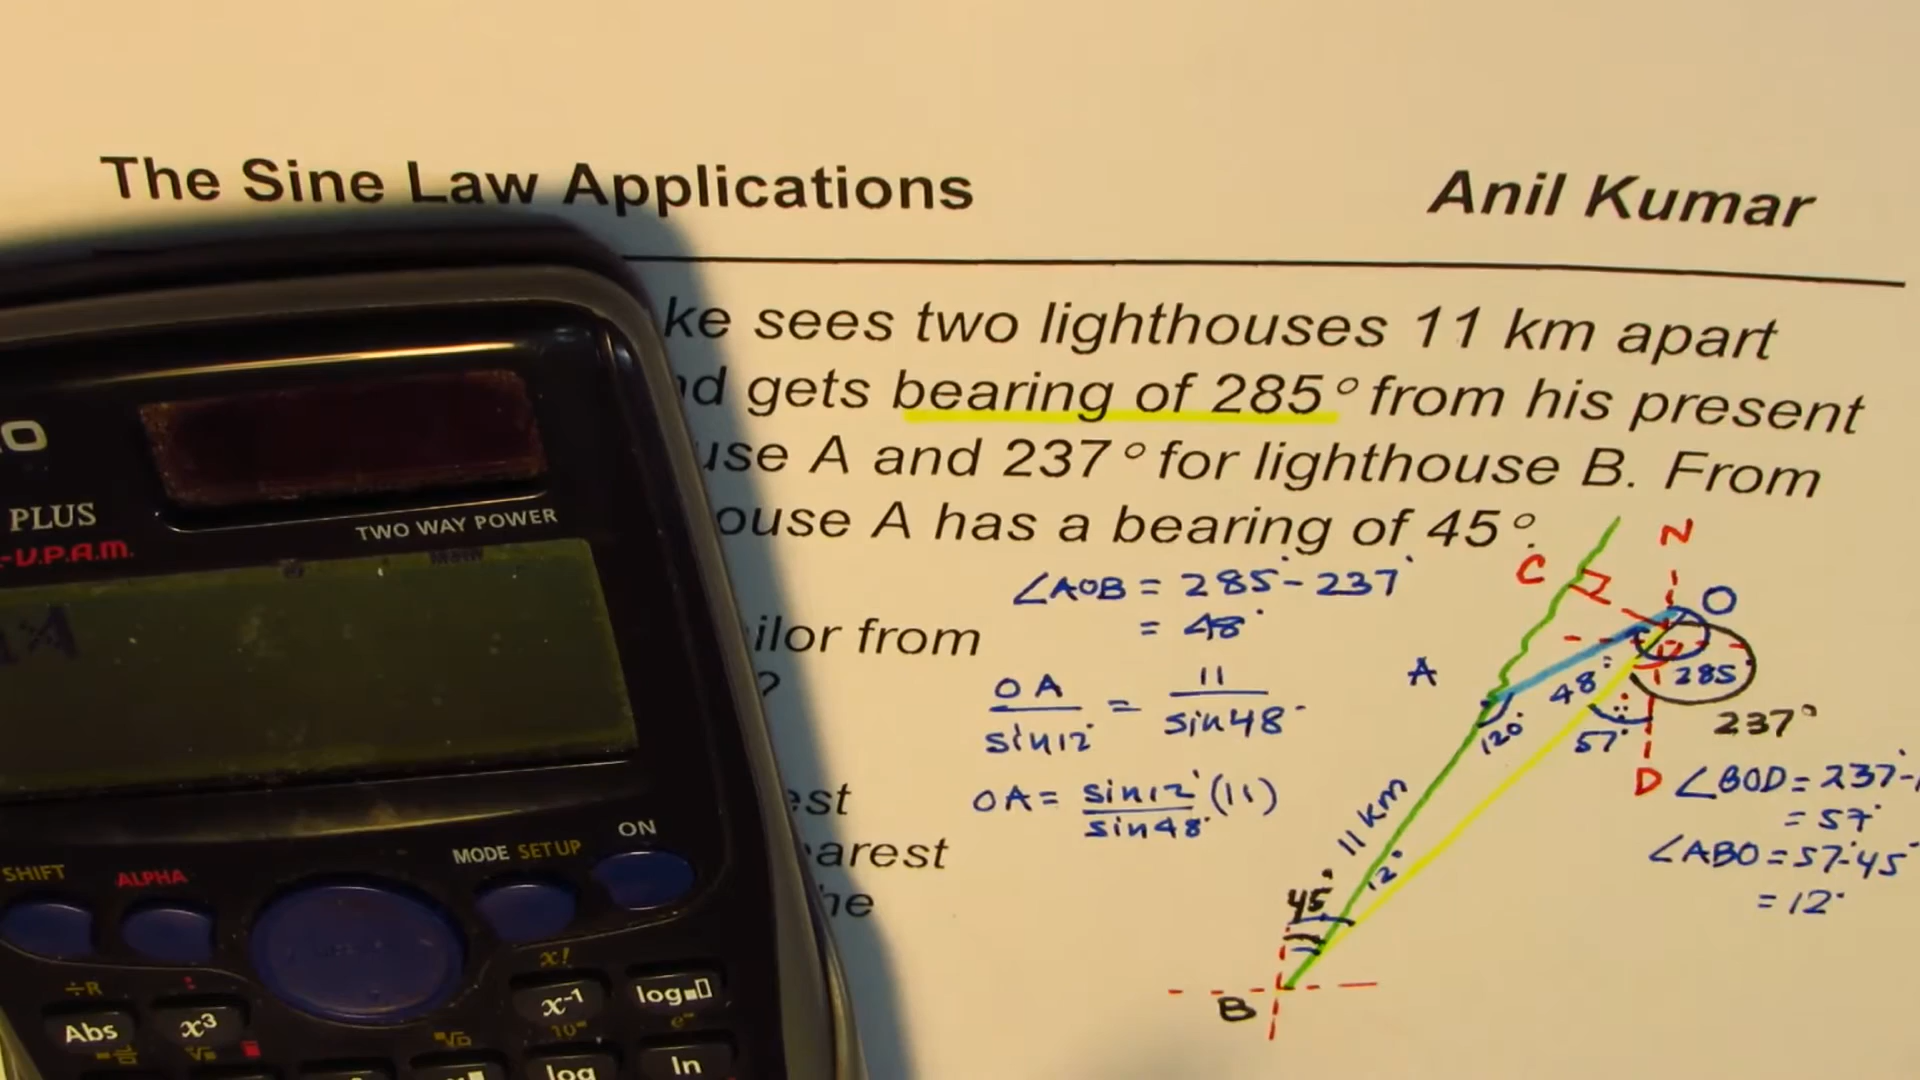 The Sine Law Applications Anil Kumar
ke sees two lighthouses 11 km apart
nd gets bearing of 285° from his present
use A and 237° for lighthouse B. From
ouse A has a bearing of 45°.
ilor from
?
est
arest
he
∠AOB = 285° - 237°
= 48°
OA/sin12° = 11/sin48°
OA = sin12°/sin48° (11)
N
C
O
A
48°
285
120°
57°
237°
D
∠BOD = 237°-
= 57°
∠ABO = 57°-45°
= 12°
11 km
12°
45°
B
PLUS
-V.P.A.M.
TWO WAY POWER
SHIFT
ALPHA
MODE SETUP
ON
÷R
x!
Abs
x³
x⁻¹
log
log
ln